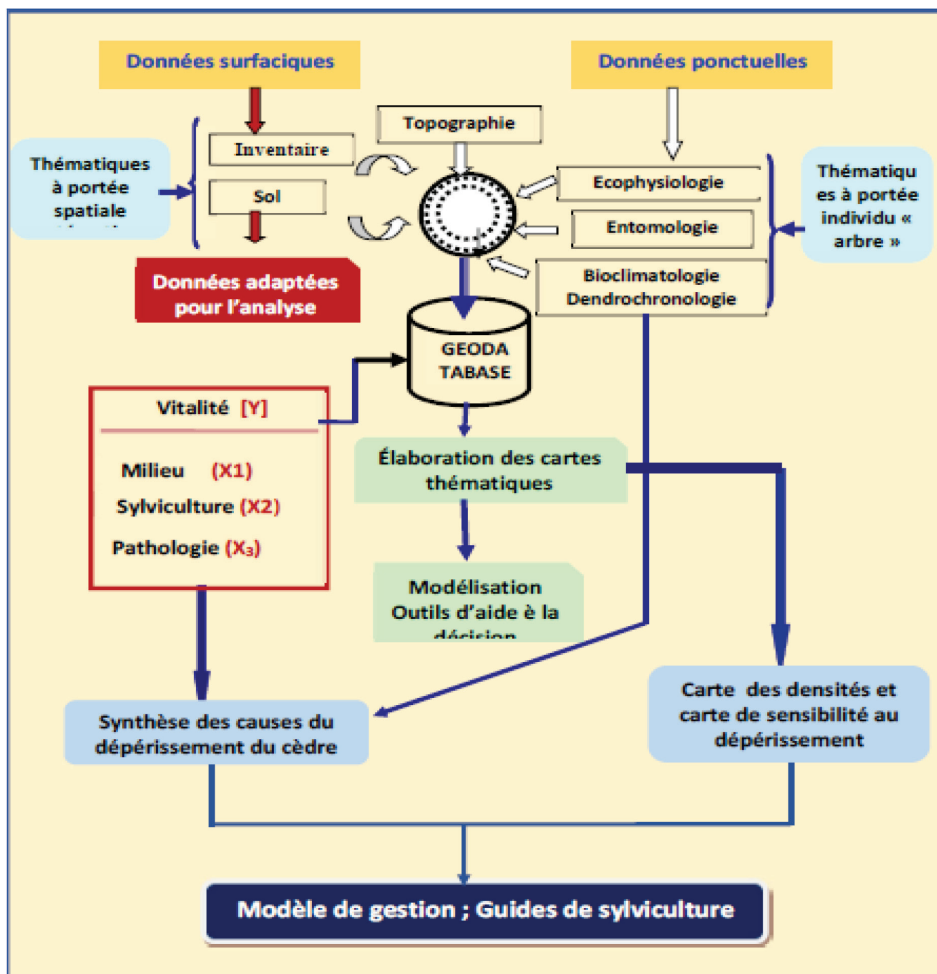 Données surfaciques
Données ponctuelles
Topographie
Inventaire
Sol
Thématiques
à portée
spatiale
Ecophysiologie
Entomologie
Bioclimatologie
Dendrochronologie
Thématiqu
es à portée
individu «
arbre »
Données adaptées
pour l'analyse
GEODA
TABASE
Vitalité [Y]
Milieu (X1)
Sylviculture (X2)
Pathologie (X₃)
Élaboration des cartes
thématiques
Modélisation
Outils d'aide è la
décision
Synthèse des causes du
dépérissement du cèdre
Carte des densités et
carte de sensibilité au
dépérissement
Modèle de gestion ; Guides de sylviculture